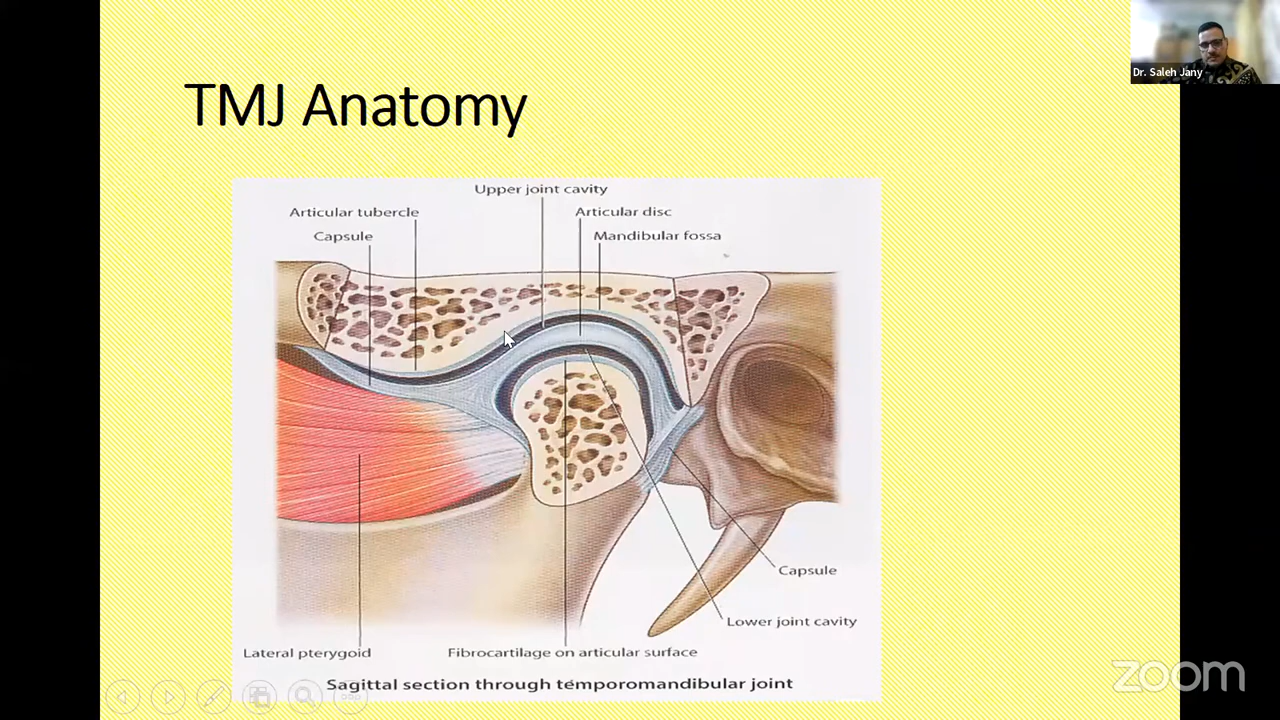 Dr. Saleh Jany
TMJ Anatomy
Upper joint cavity
Articular tubercle
Articular disc
Capsule
Mandibular fossa
Capsule
Lower joint cavity
Lateral pterygoid
Fibrocartilage on articular surface
Sagittal section through temporomandibular joint
zoom